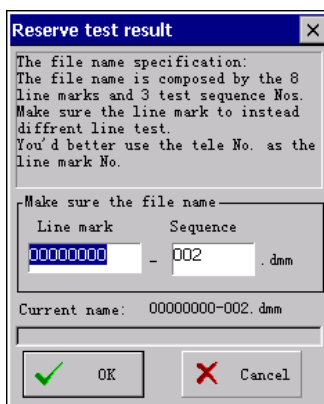 Reserve test result
The file name specification:
The file name is composed by the 8
line marks and 3 test sequence Nos.
Make sure the line mark to instead
diffrent line test.
You'd better use the tele No. as the
line mark No.
Make sure the file name
Line mark Sequence
00000000 - 002 .dmm
Current name: 00000000-002.dmm
OK Cancel